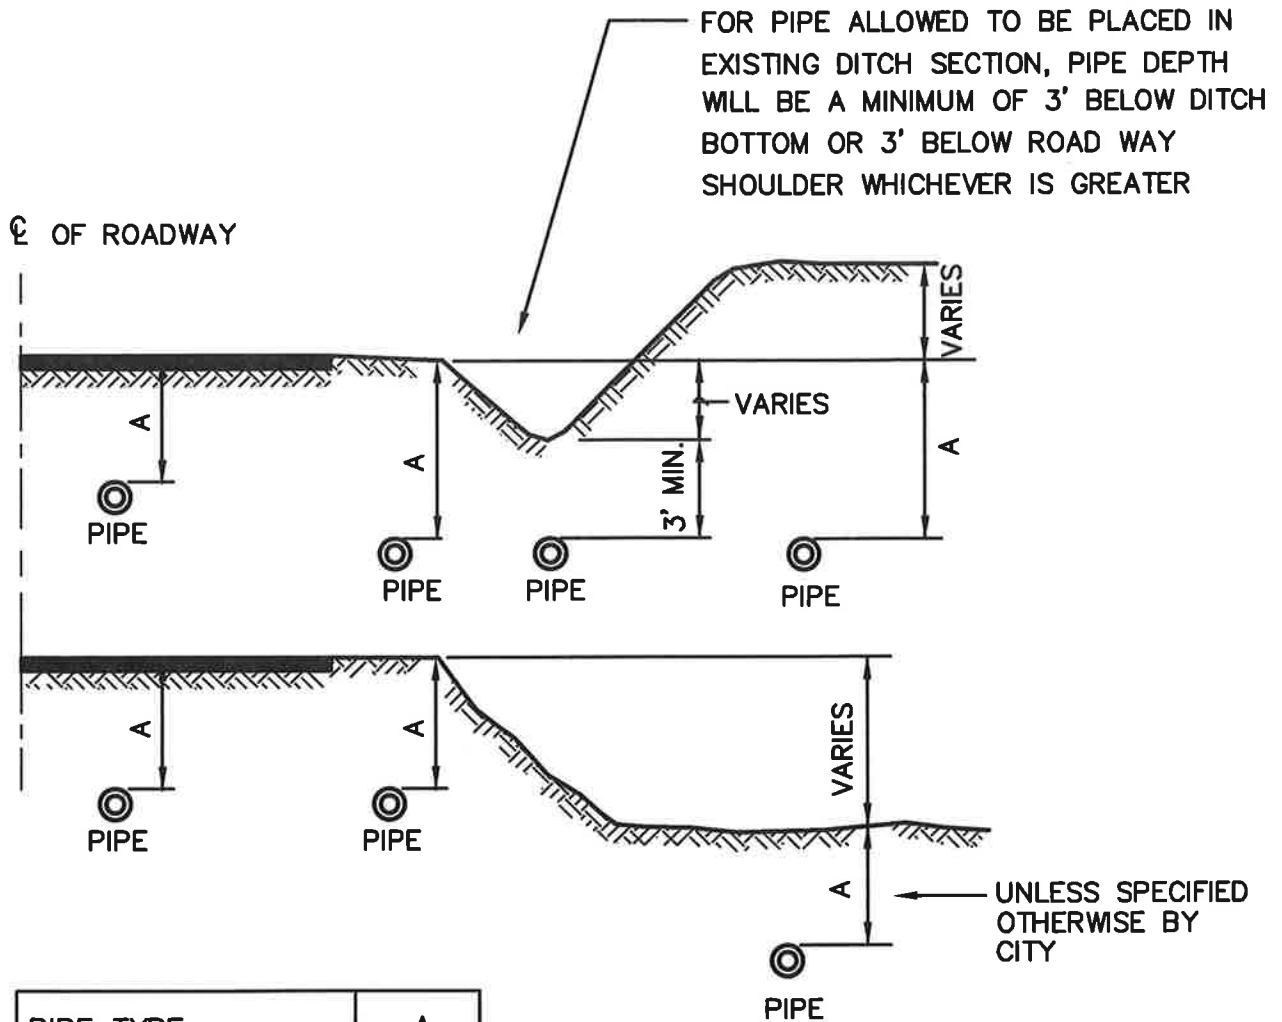 FOR PIPE ALLOWED TO BE PLACED IN
EXISTING DITCH SECTION, PIPE DEPTH
WILL BE A MINIMUM OF 3' BELOW DITCH
BOTTOM OR 3' BELOW ROAD WAY
SHOULDER WHICHEVER IS GREATER
℄ OF ROADWAY
VARIES
VARIES
A
A
3' MIN.
A
PIPE
PIPE
PIPE
PIPE
A
A
VARIES
PIPE
PIPE
A
UNLESS SPECIFIED
OTHERWISE BY
CITY
PIPE
PIPE TYPE
A